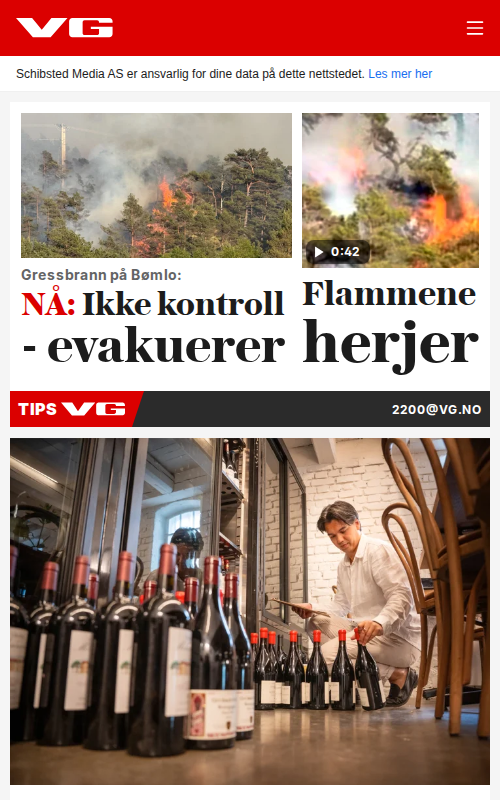 VG
Schibsted Media AS er ansvarlig for dine data på dette nettstedet. Les mer her
Gressbrann på Bømlo:
NÅ: Ikke kontroll
- evakuerer
0:42
Flammene
herjer
TIPS VG
2200@VG.NO